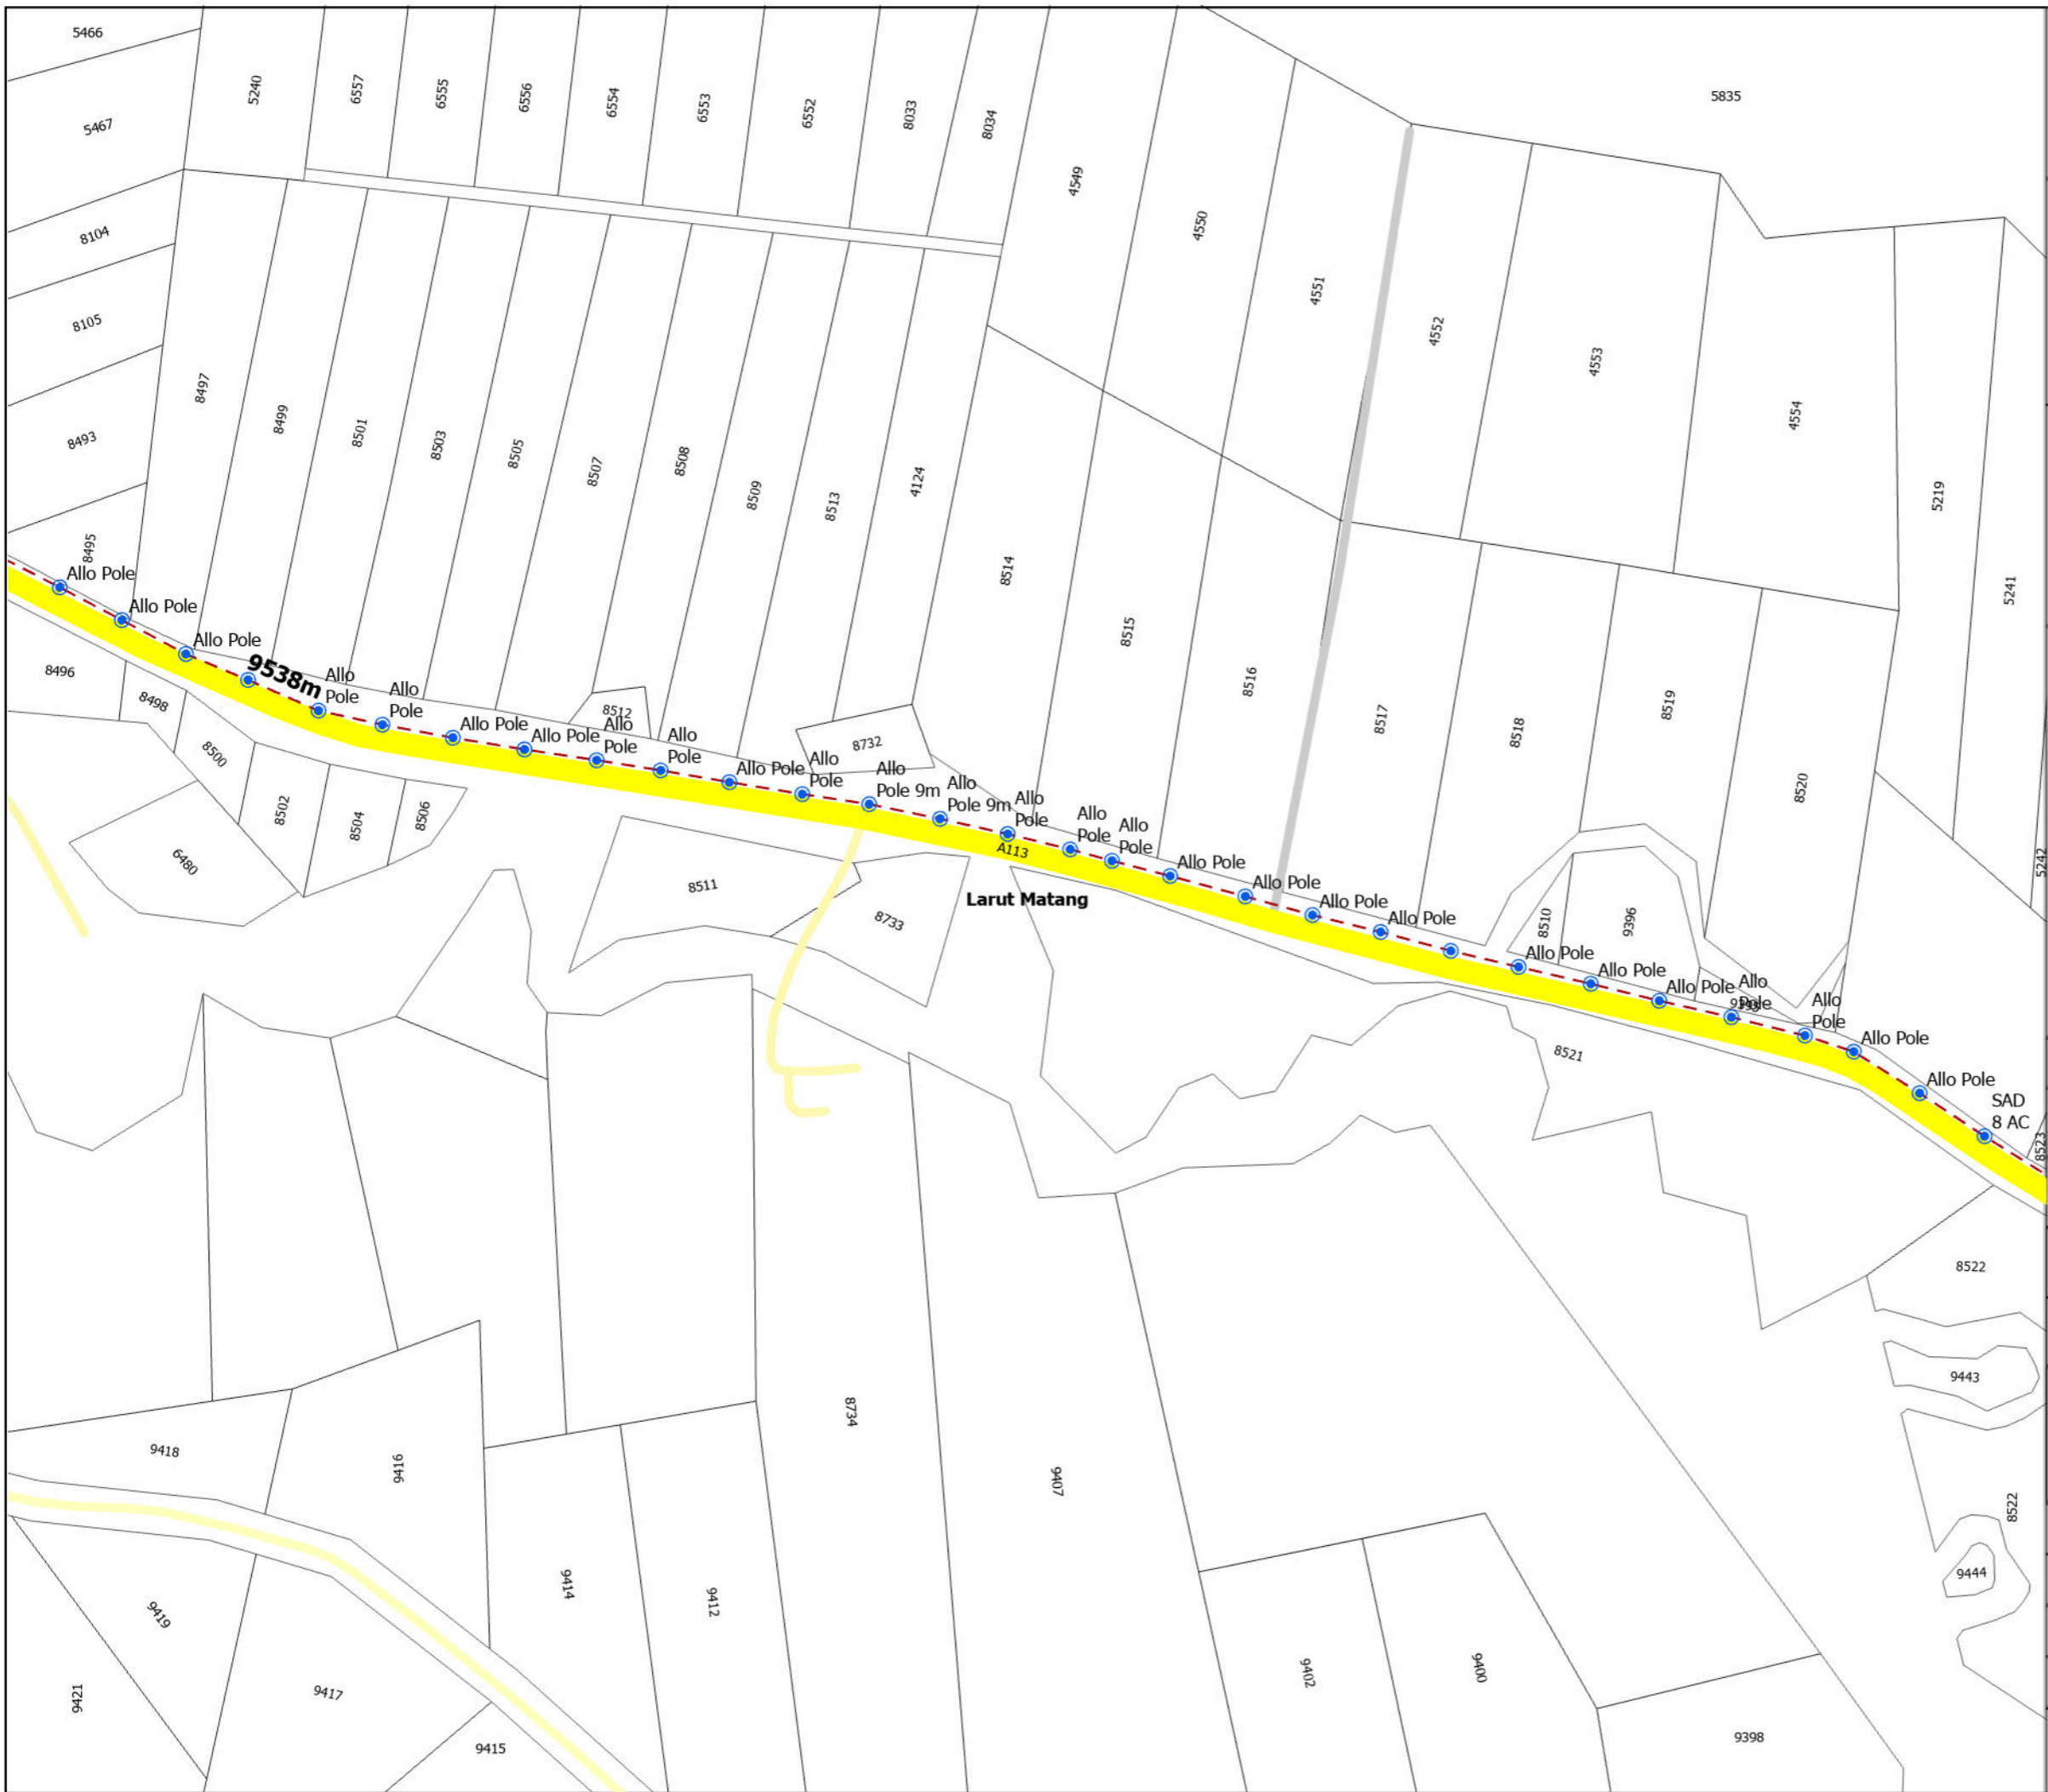 5466
5240
6557
6555
6556
6554
6553
6552
8033
8034
5835
5467
4549
4550
4551
4552
4553
4554
8104
8105
8493
8495
8497
8499
8501
8503
8505
8507
8508
8509
8513
4124
8514
8515
8516
8517
8518
8519
8520
5219
5241
5242
Allo Pole
Allo Pole
Allo Pole
9538m
Allo
Pole
Allo
Pole
Allo Pole
Allo Pole
8512
Allo
Pole
Allo
Pole
Allo Pole
8732
Allo
Pole
Allo
Pole 9m
Allo
Pole 9m
Allo
Pole
Allo
Pole
Allo
Pole
A113
Allo Pole
Allo Pole
Allo Pole
Allo Pole
8510
9396
Allo Pole
Allo Pole
Allo Pole
Allo
Pole
Allo
Pole
Allo Pole
Allo Pole
SAD
8 AC
8523
8496
8498
8500
8502
8504
8506
6480
8511
8733
Larut Matang
8521
8522
9443
8522
9444
9418
9416
8734
9407
9414
9412
9419
9421
9417
9415
9402
9400
9398